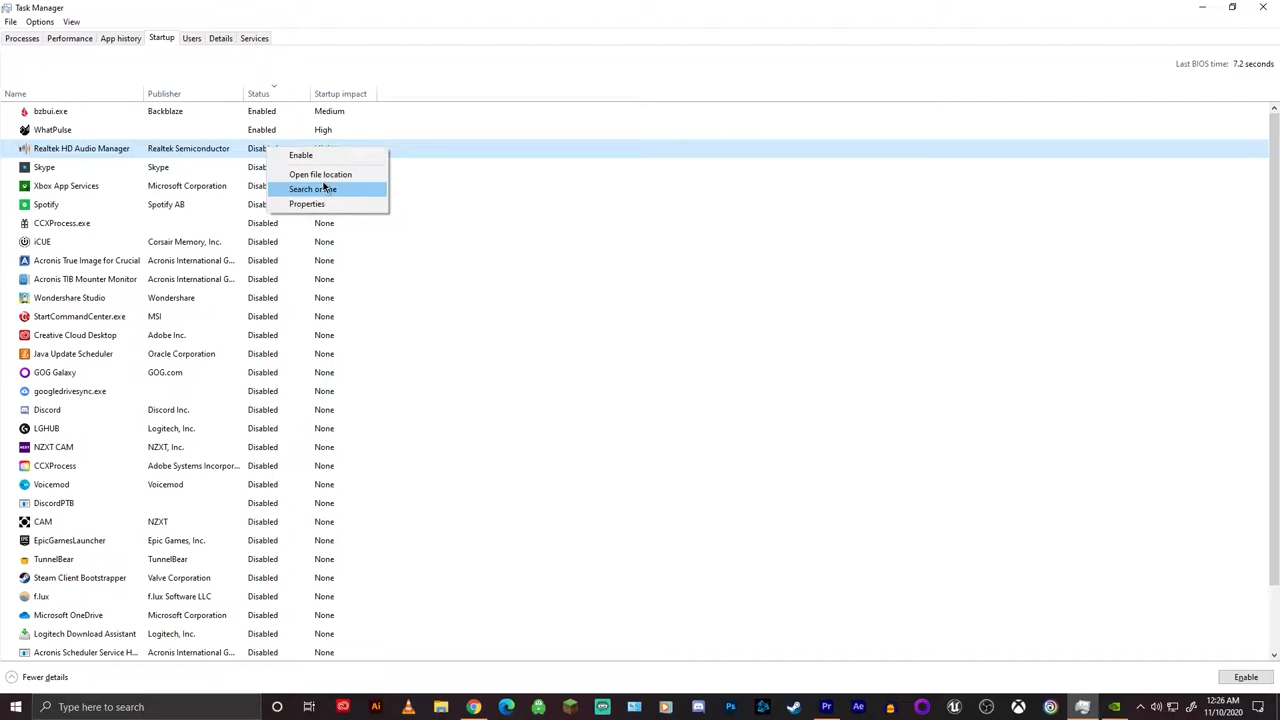 Task Manager
File Options View
Processes Performance App history Startup Users Details Services
Last BIOS time: 7.2 seconds
Name Publisher Status Startup impact
bzbui.exe Backblaze Enabled Medium
WhatPulse Enabled High
Realtek HD Audio Manager Realtek Semiconductor
Enable
Skype Skype
Open file location
Xbox App Services Microsoft Corporation
Search
Spotify Spotify AB
Properties
CCXProcess.exe Disabled None
iCUE Corsair Memory, Inc. Disabled None
Acronis True Image for Crucial Acronis International G... Disabled None
Acronis TIB Mounter Monitor Acronis International G... Disabled None
Wondershare Studio Wondershare Disabled None
StartCommandCenter.exe MSI Disabled None
Creative Cloud Desktop Adobe Inc. Disabled None
Java Update Scheduler Oracle Corporation Disabled None
GOG Galaxy GOG.com Disabled None
googledrivesync.exe Disabled None
Discord Discord Inc. Disabled None
LGHUB Logitech, Inc. Disabled None
NZXT CAM NZXT, Inc. Disabled None
CCXProcess Adobe Systems Incorpor... Disabled None
Voicemod Voicemod Disabled None
DiscordPTB Disabled None
CAM NZXT Disabled None
EpicGamesLauncher Epic Games, Inc. Disabled None
TunnelBear TunnelBear Disabled None
Steam Client Bootstrapper Valve Corporation Disabled None
f.lux f.lux Software LLC Disabled None
Microsoft OneDrive Microsoft Corporation Disabled None
Logitech Download Assistant Logitech, Inc. Disabled None
Acronis Scheduler Service H... Acronis International G... Disabled None
Fewer details Enable
Type here to search
12:26 AM
11/10/2020